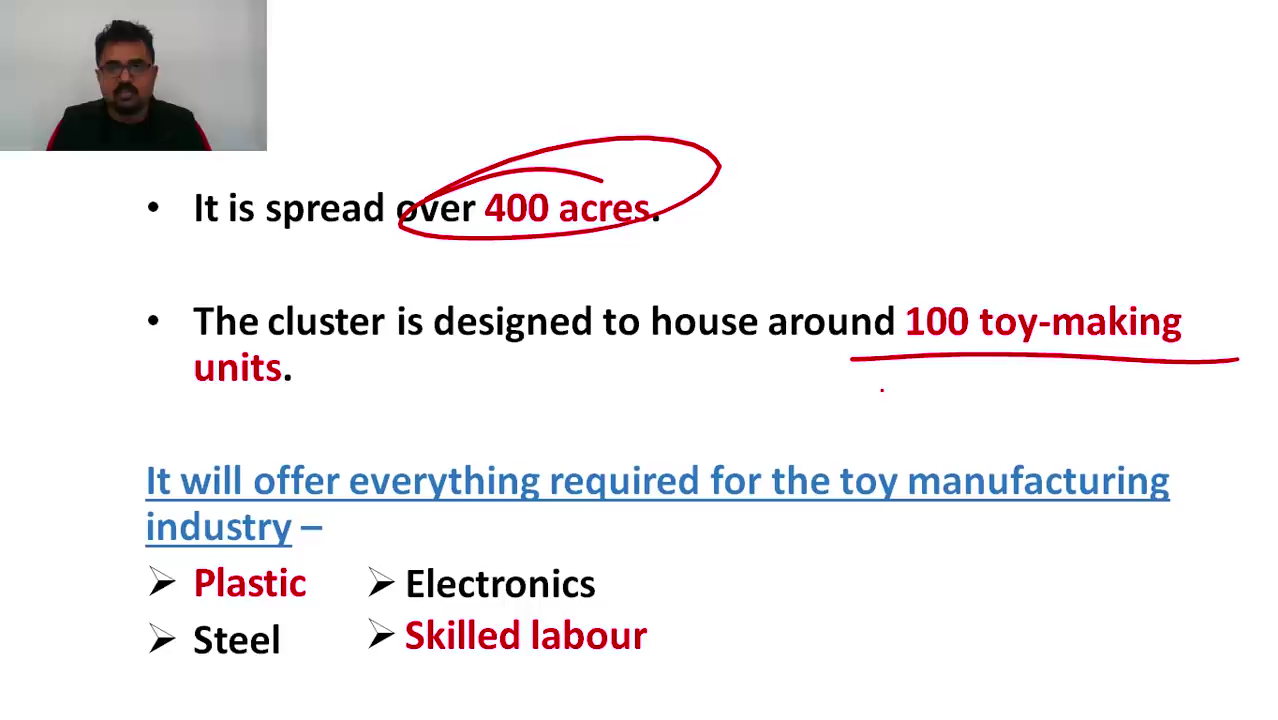 • It is spread over 400 acres.
• The cluster is designed to house around 100 toy-making
units.
It will offer everything required for the toy manufacturing
industry –
➢ Plastic ➢ Electronics
➢ Steel ➢ Skilled labour